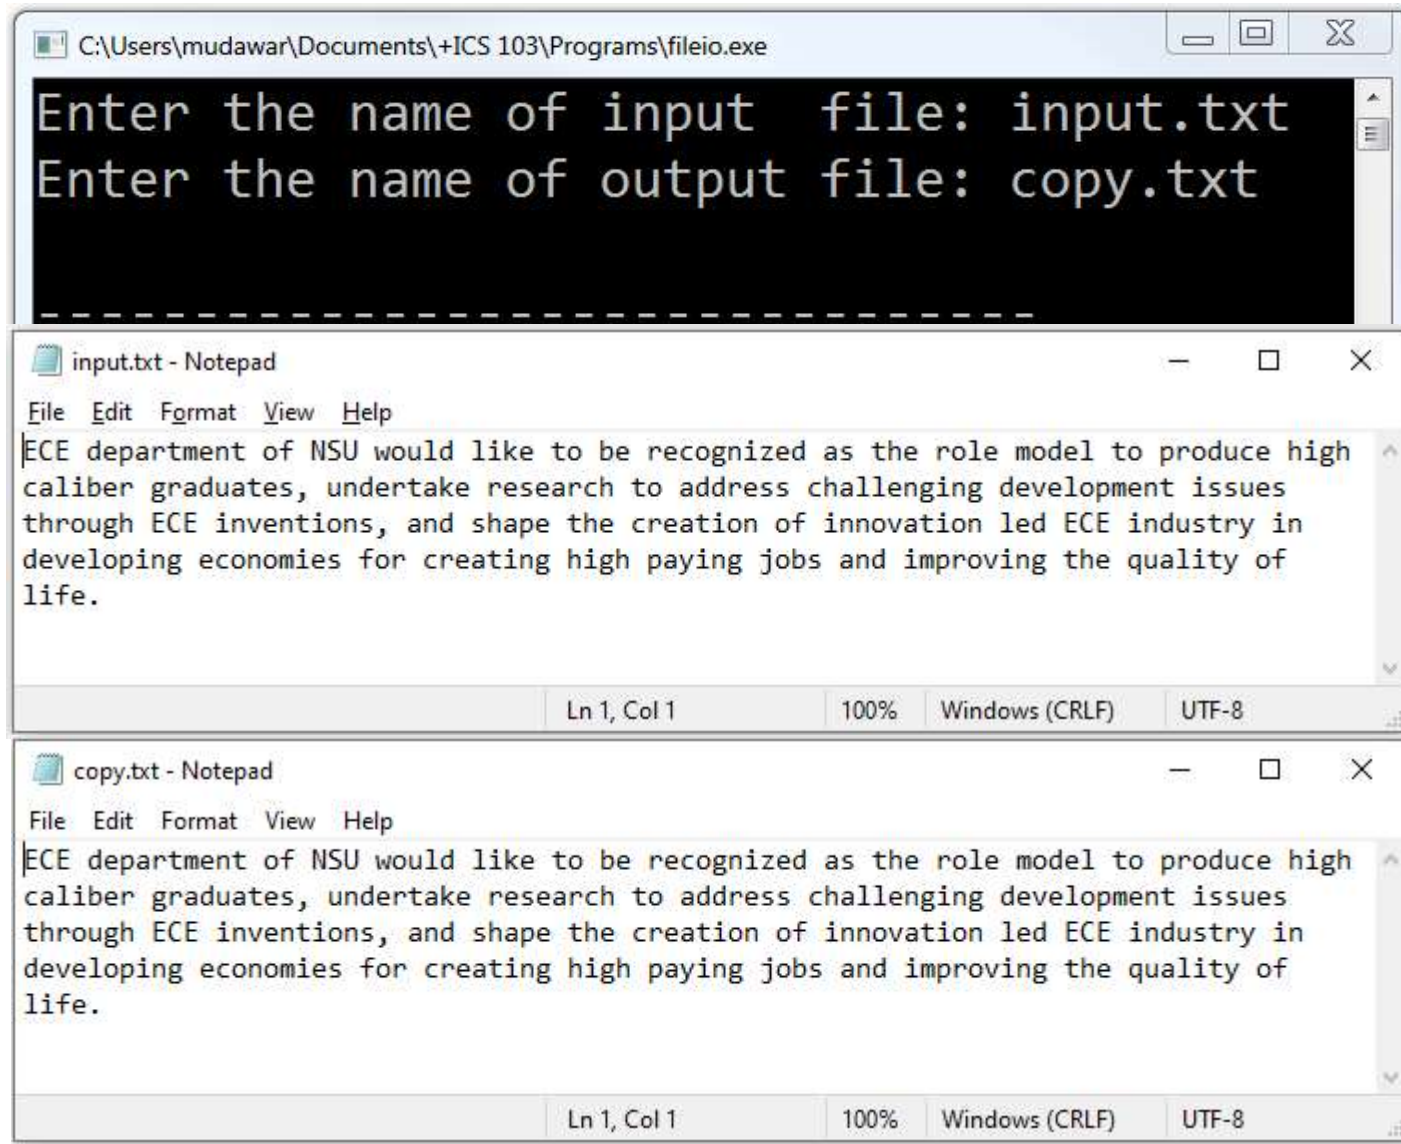 C:\Users\mudawar\Documents\+ICS 103\Programs\fileio.exe
Enter the name of input  file: input.txt
Enter the name of output file: copy.txt
--------------------------------
input.txt - Notepad
File Edit Format View Help
ECE department of NSU would like to be recognized as the role model to produce high
caliber graduates, undertake research to address challenging development issues
through ECE inventions, and shape the creation of innovation led ECE industry in
developing economies for creating high paying jobs and improving the quality of
life.
Ln 1, Col 1 100% Windows (CRLF) UTF-8
copy.txt - Notepad
File Edit Format View Help
ECE department of NSU would like to be recognized as the role model to produce high
caliber graduates, undertake research to address challenging development issues
through ECE inventions, and shape the creation of innovation led ECE industry in
developing economies for creating high paying jobs and improving the quality of
life.
Ln 1, Col 1 100% Windows (CRLF) UTF-8